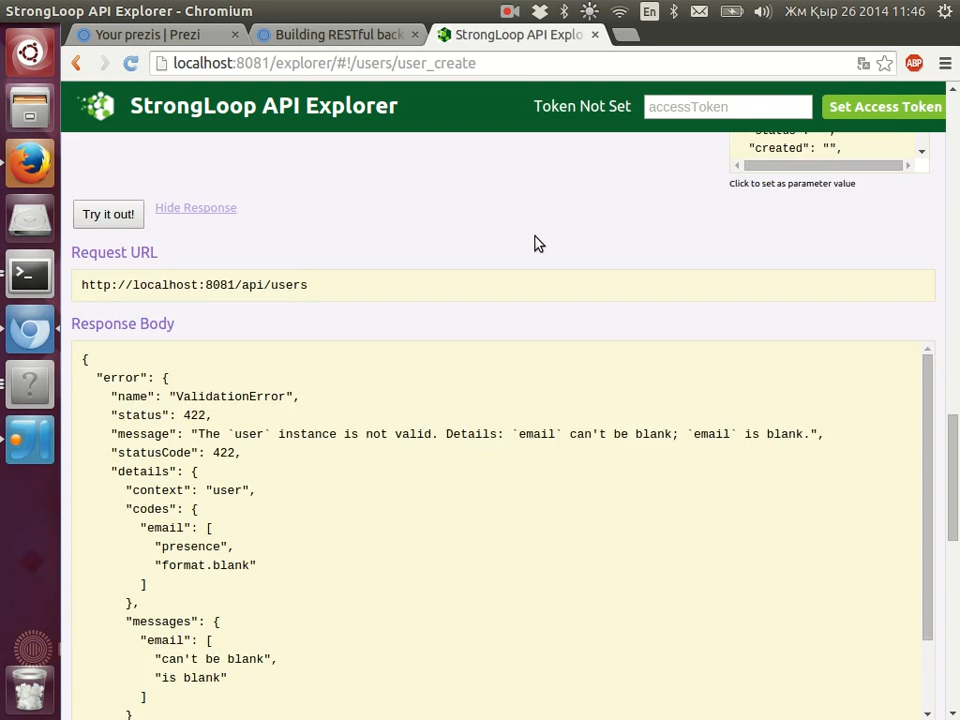 StrongLoop API Explorer - Chromium
En
Жм Қыр 26 2014 11:46
Your prezis | Prezi
Building RESTful back
StrongLoop API Explo
localhost:8081/explorer/#!/users/user_create
ABP
StrongLoop API Explorer
Token Not Set
accessToken
Set Access Token
"created": "",
Click to set as parameter value
Try it out!
Hide Response
Request URL
http://localhost:8081/api/users
Response Body
{
"error": {
"name": "ValidationError",
"status": 422,
"message": "The `user` instance is not valid. Details: `email` can't be blank; `email` is blank.",
"statusCode": 422,
"details": {
"context": "user",
"codes": {
"email": [
"presence",
"format.blank"
]
},
"messages": {
"email": [
"can't be blank",
"is blank"
]
}